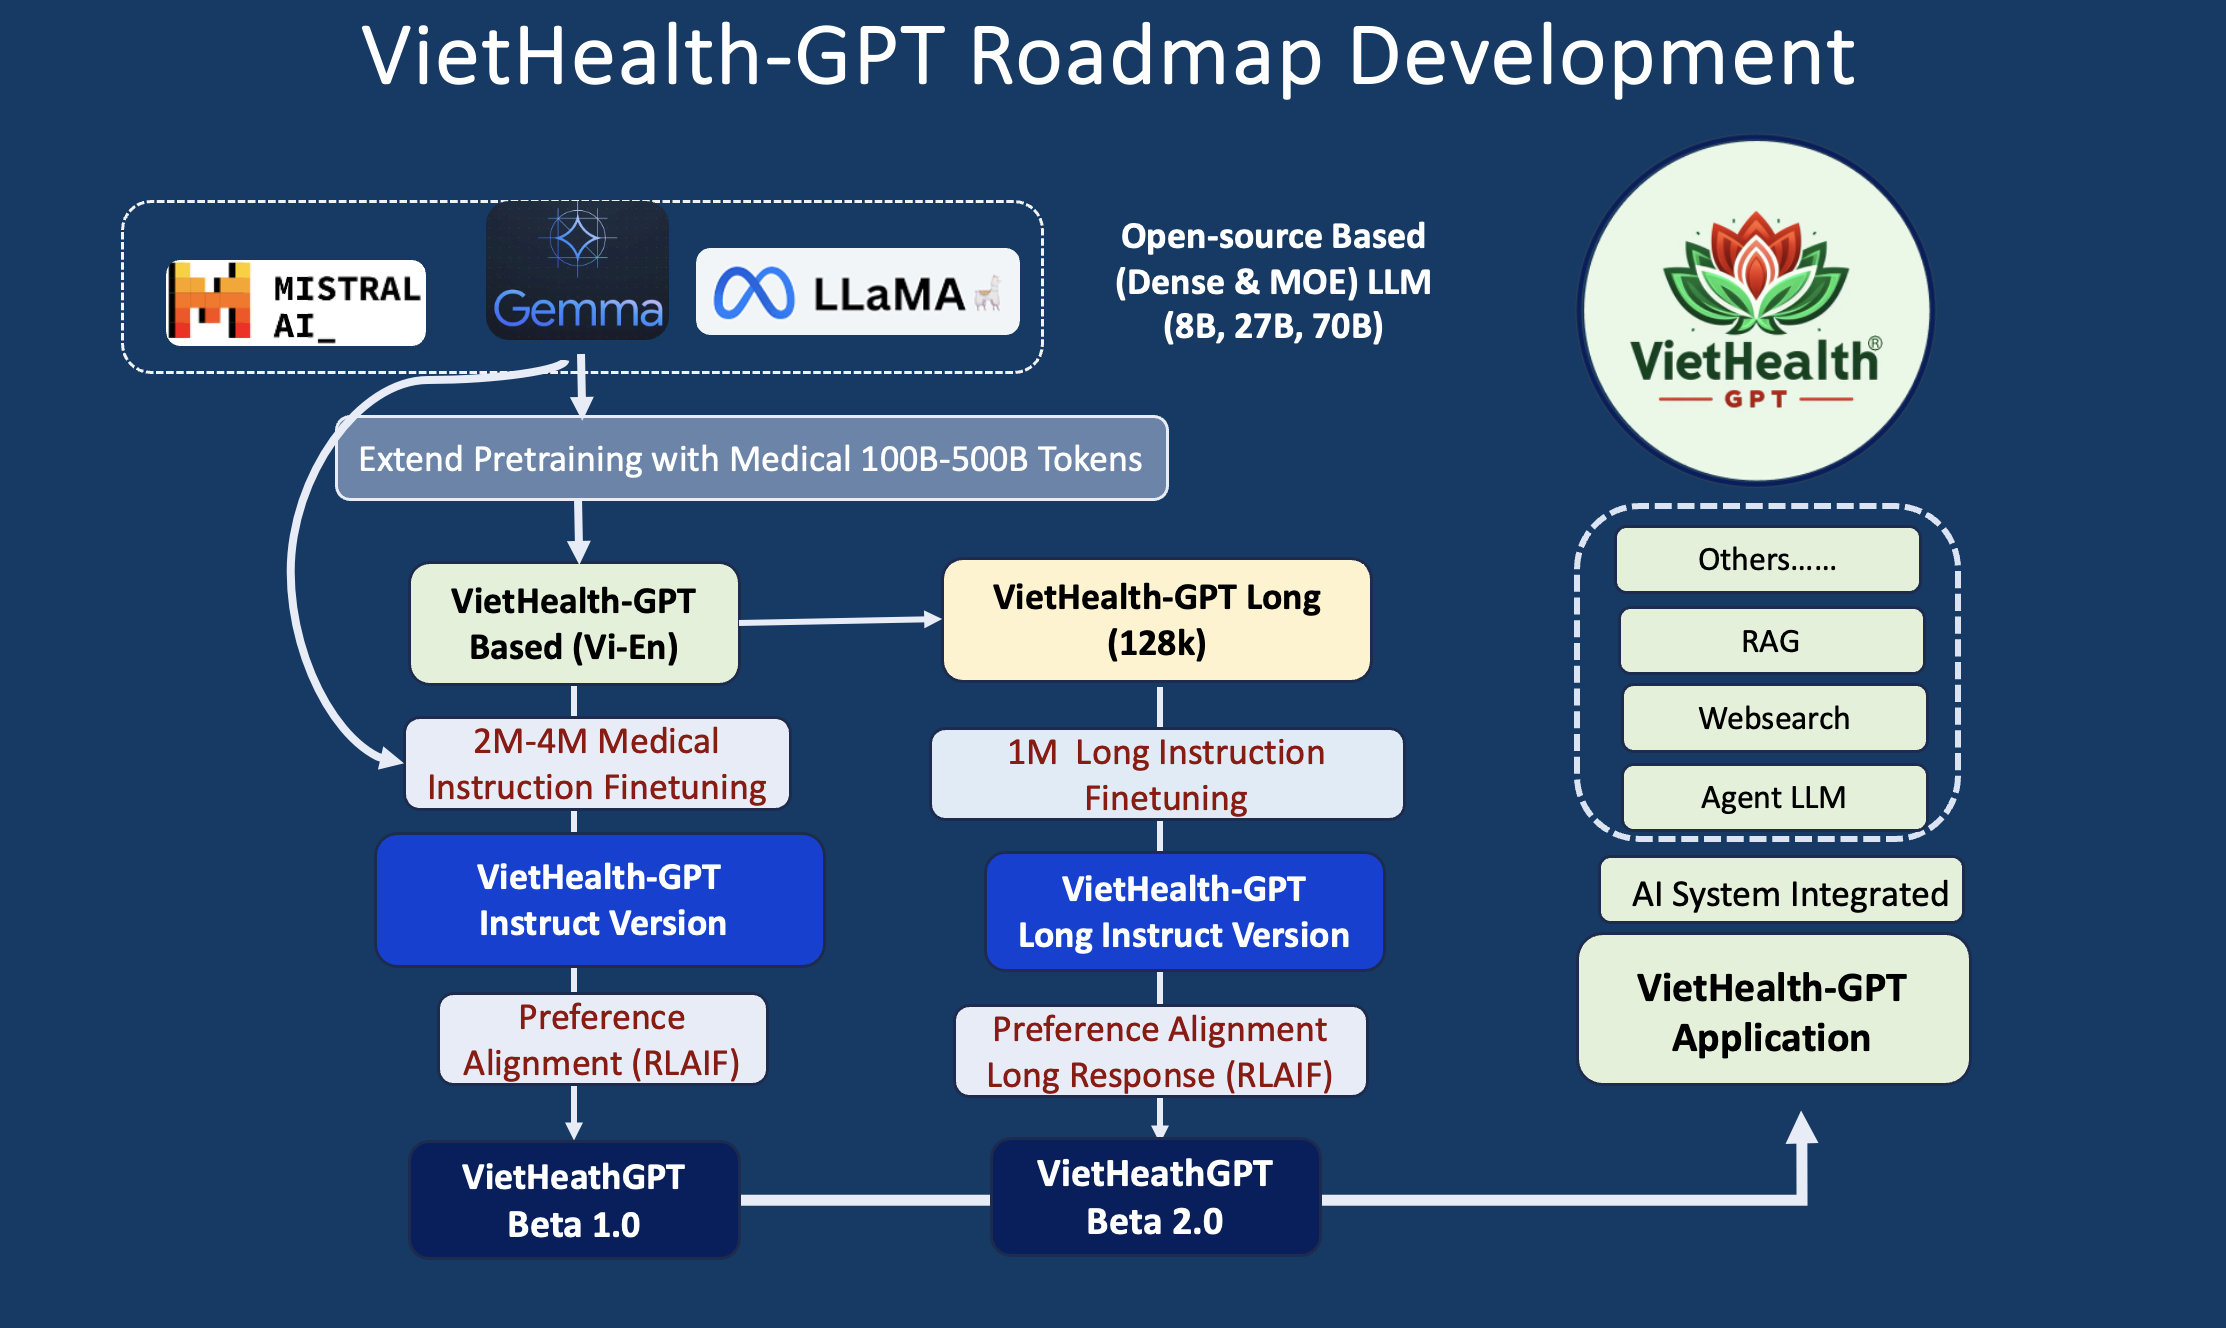 VietHealth-GPT Roadmap Development
MISTRAL
AI_
Gemma
LLaMA
Open-source Based
(Dense & MOE) LLM
(8B, 27B, 70B)
VietHealth®
GPT
Extend Pretraining with Medical 100B-500B Tokens
VietHealth-GPT
Based (Vi-En)
VietHealth-GPT Long
(128k)
2M-4M Medical
Instruction Finetuning
1M  Long Instruction
Finetuning
VietHealth-GPT
Instruct Version
VietHealth-GPT
Long Instruct Version
Preference
Alignment (RLAIF)
Preference Alignment
Long Response (RLAIF)
VietHeathGPT
Beta 1.0
VietHeathGPT
Beta 2.0
Others......
RAG
Websearch
Agent LLM
AI System Integrated
VietHealth-GPT
Application